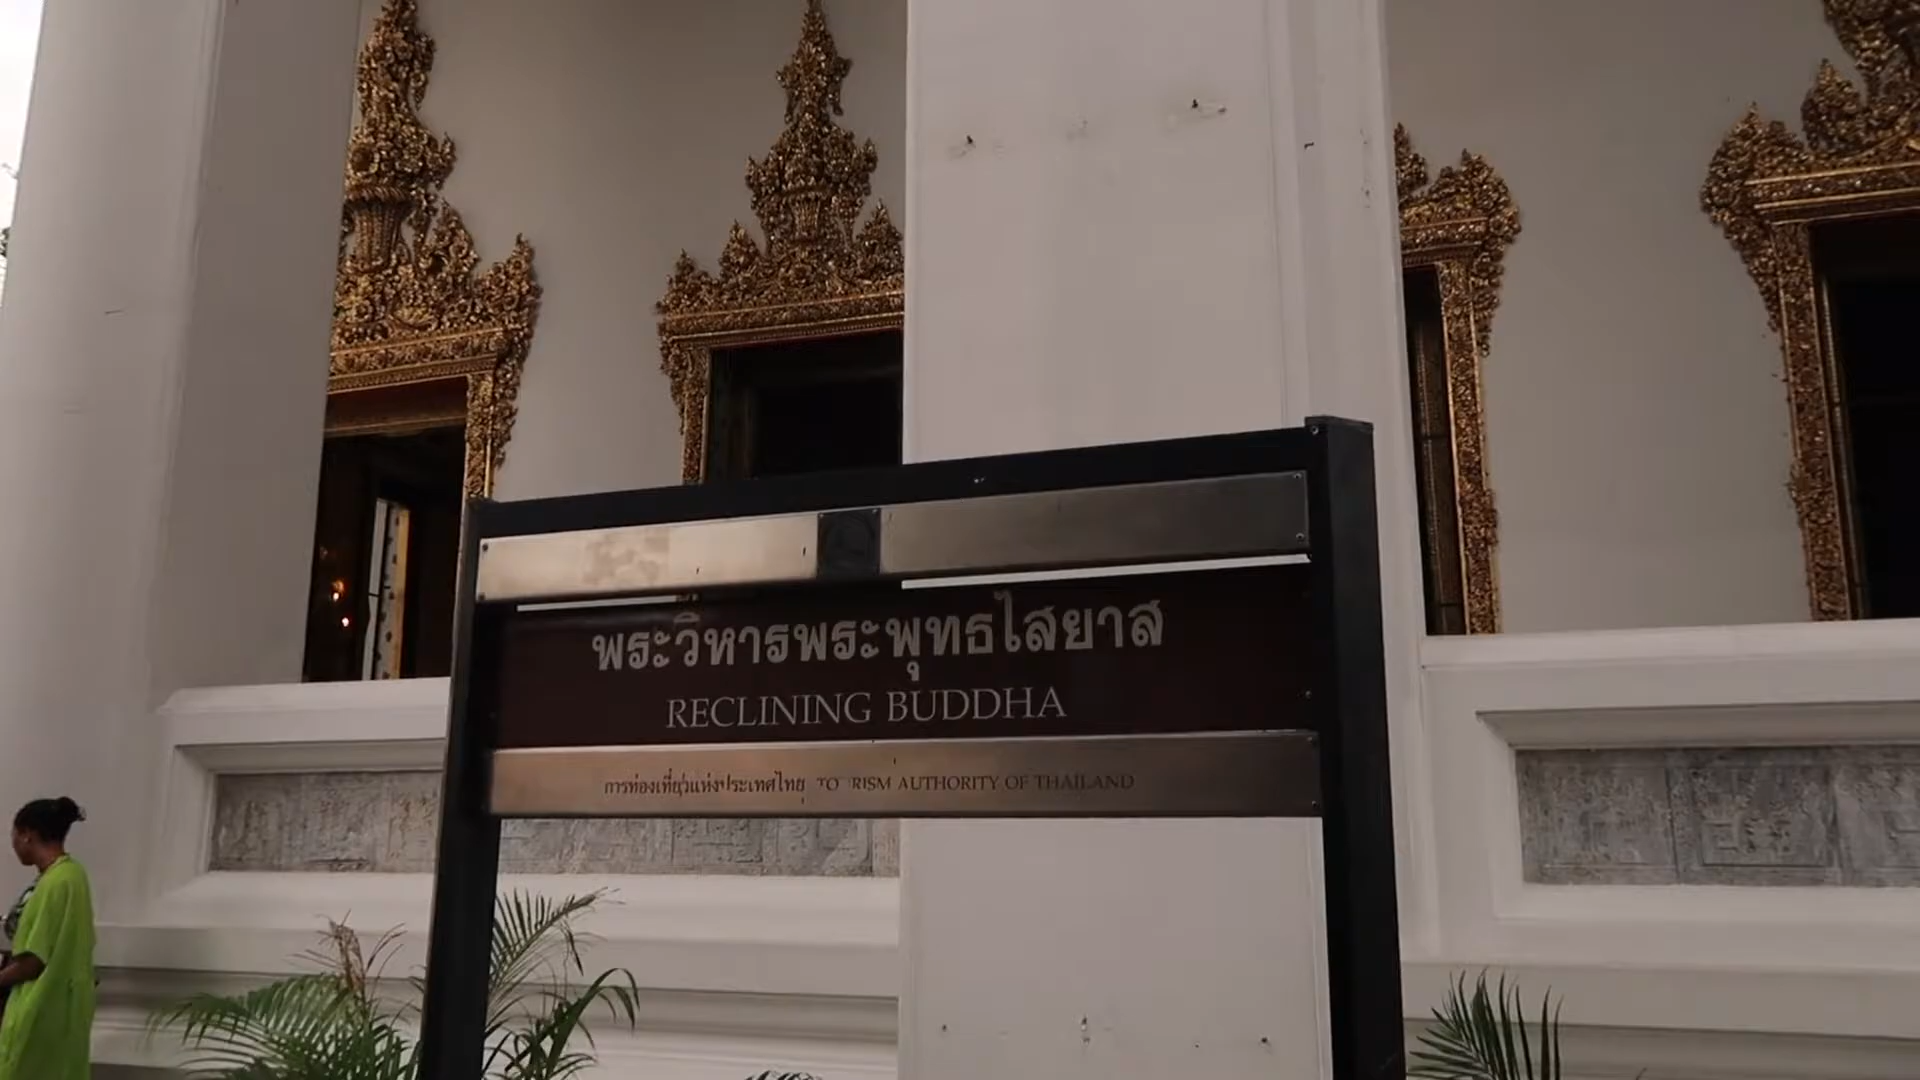 พระวิหารพระพุทธไสยาส
RECLINING BUDDHA
การท่องเที่ยวแห่งประเทศไทย TO RISM AUTHORITY OF THAILAND